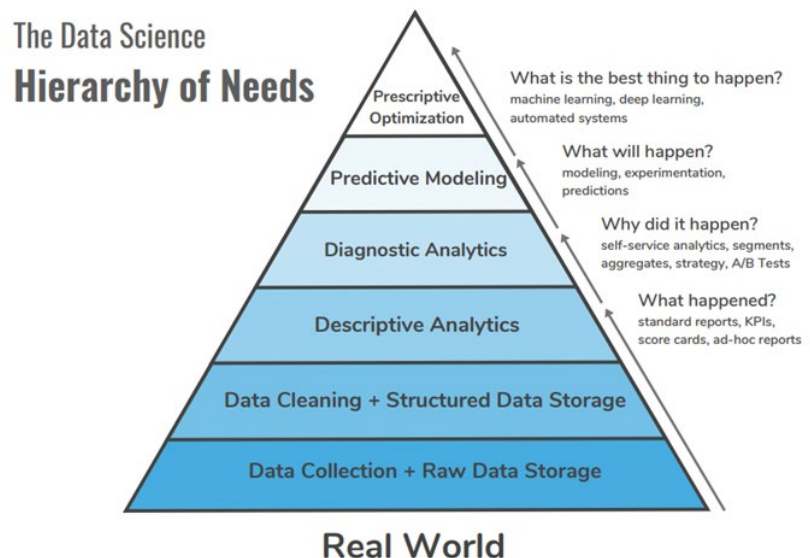 The Data Science
Hierarchy of Needs
Prescriptive
Optimization
What is the best thing to happen?
machine learning, deep learning,
automated systems
Predictive Modeling
What will happen?
modeling, experimentation,
predictions
Diagnostic Analytics
Why did it happen?
self-service analytics, segments,
aggregates, strategy, A/B Tests
Descriptive Analytics
What happened?
standard reports, KPIs,
score cards, ad-hoc reports
Data Cleaning + Structured Data Storage
Data Collection + Raw Data Storage
Real World